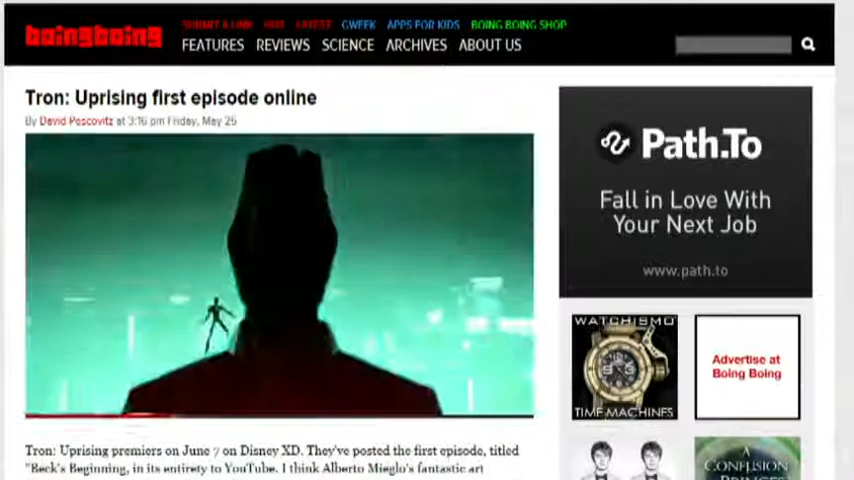 SUBMIT A LINK RSS LATEST GWEEK APPS FOR KIDS BOING BOING SHOP
boingboing
FEATURES REVIEWS SCIENCE ARCHIVES ABOUT US
Tron: Uprising first episode online
By David Pescovitz at 3:16 pm Friday, May 25
Tron: Uprising premiers on June 7 on Disney XD. They've posted the first episode, titled
"Beck's Beginning, in its entirety to YouTube. I think Alberto Mieglo's fantastic art
Path.To
Fall in Love With
Your Next Job
www.path.to
WATCHISMO
TIME MACHINES
Advertise at
Boing Boing
A
CONFUSION
PRINCES